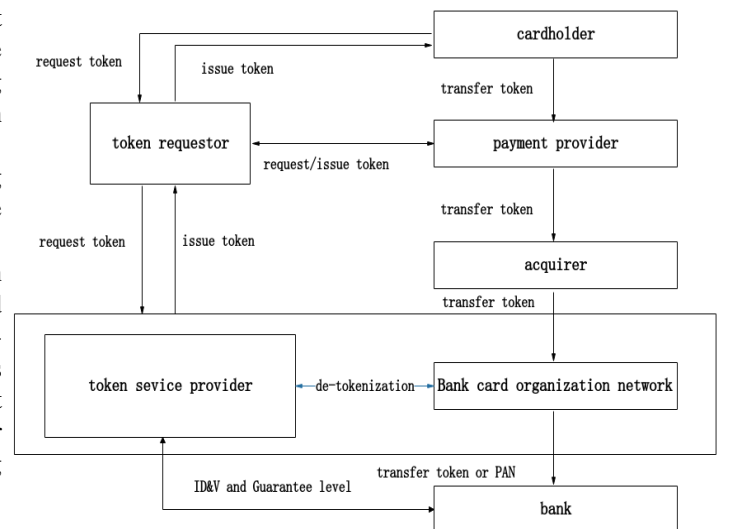 cardholder
request token
issue token
transfer token
token requestor
payment provider
request/issue token
transfer token
request token
issue token
acquirer
transfer token
token sevice provider
de-tokenization
Bank card organization network
transfer token or PAN
ID&V and Guarantee level
bank